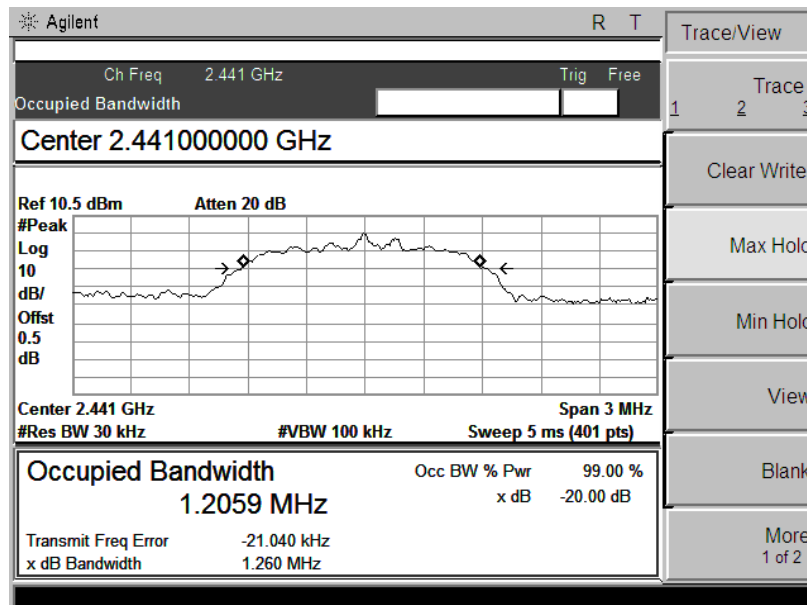 Agilent R T
Ch Freq 2.441 GHz Trig Free
Occupied Bandwidth
Center 2.441000000 GHz
Ref 10.5 dBm Atten 20 dB
#Peak
Log
10
dB/
Offst
0.5
dB
Center 2.441 GHz Span 3 MHz
#Res BW 30 kHz #VBW 100 kHz Sweep 5 ms (401 pts)
Occupied Bandwidth
1.2059 MHz
Occ BW % Pwr 99.00 %
x dB -20.00 dB
Transmit Freq Error -21.040 kHz
x dB Bandwidth 1.260 MHz
Trace/View
Trace
1 2
Clear Write
Max Hold
Min Hold
View
Blank
More
1 of 2